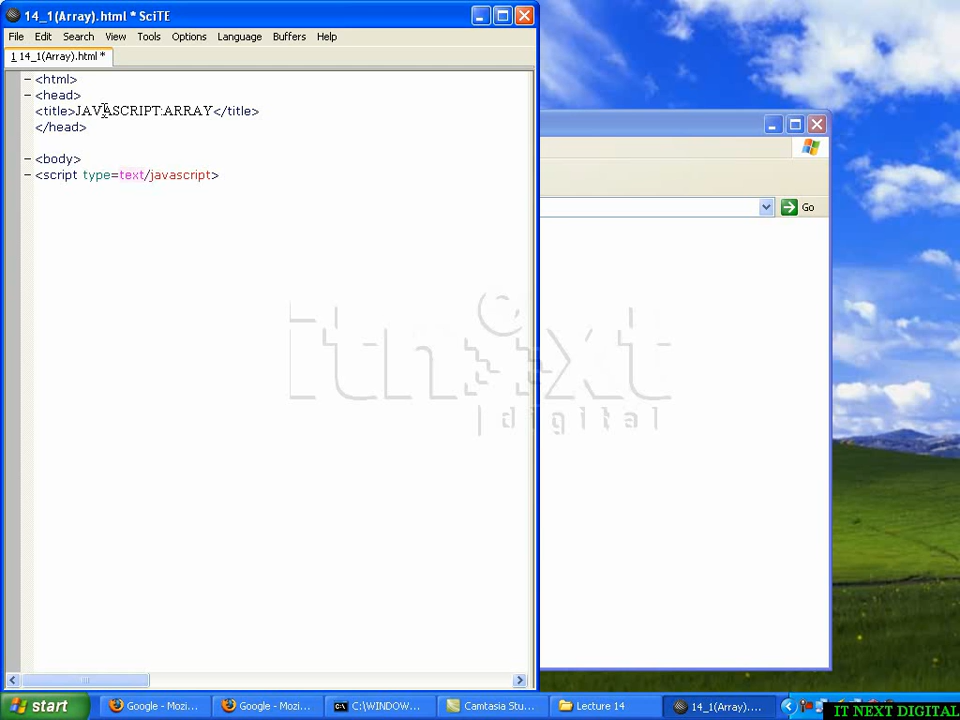 14_1(Array).html * SciTE
File Edit Search View Tools Options Language Buffers Help
1 14_1(Array).html *
<html>
<head>
<title>JAVASCRIPT:ARRAY</title>
</head>
<body>
<script type=text/javascript>
Go
itnext
|digital
start
Google - Mozi...
Google - Mozi...
C:\WINDOW...
Camtasia Stu...
Lecture 14
14_1(Array)....
IT NEXT DIGITAL